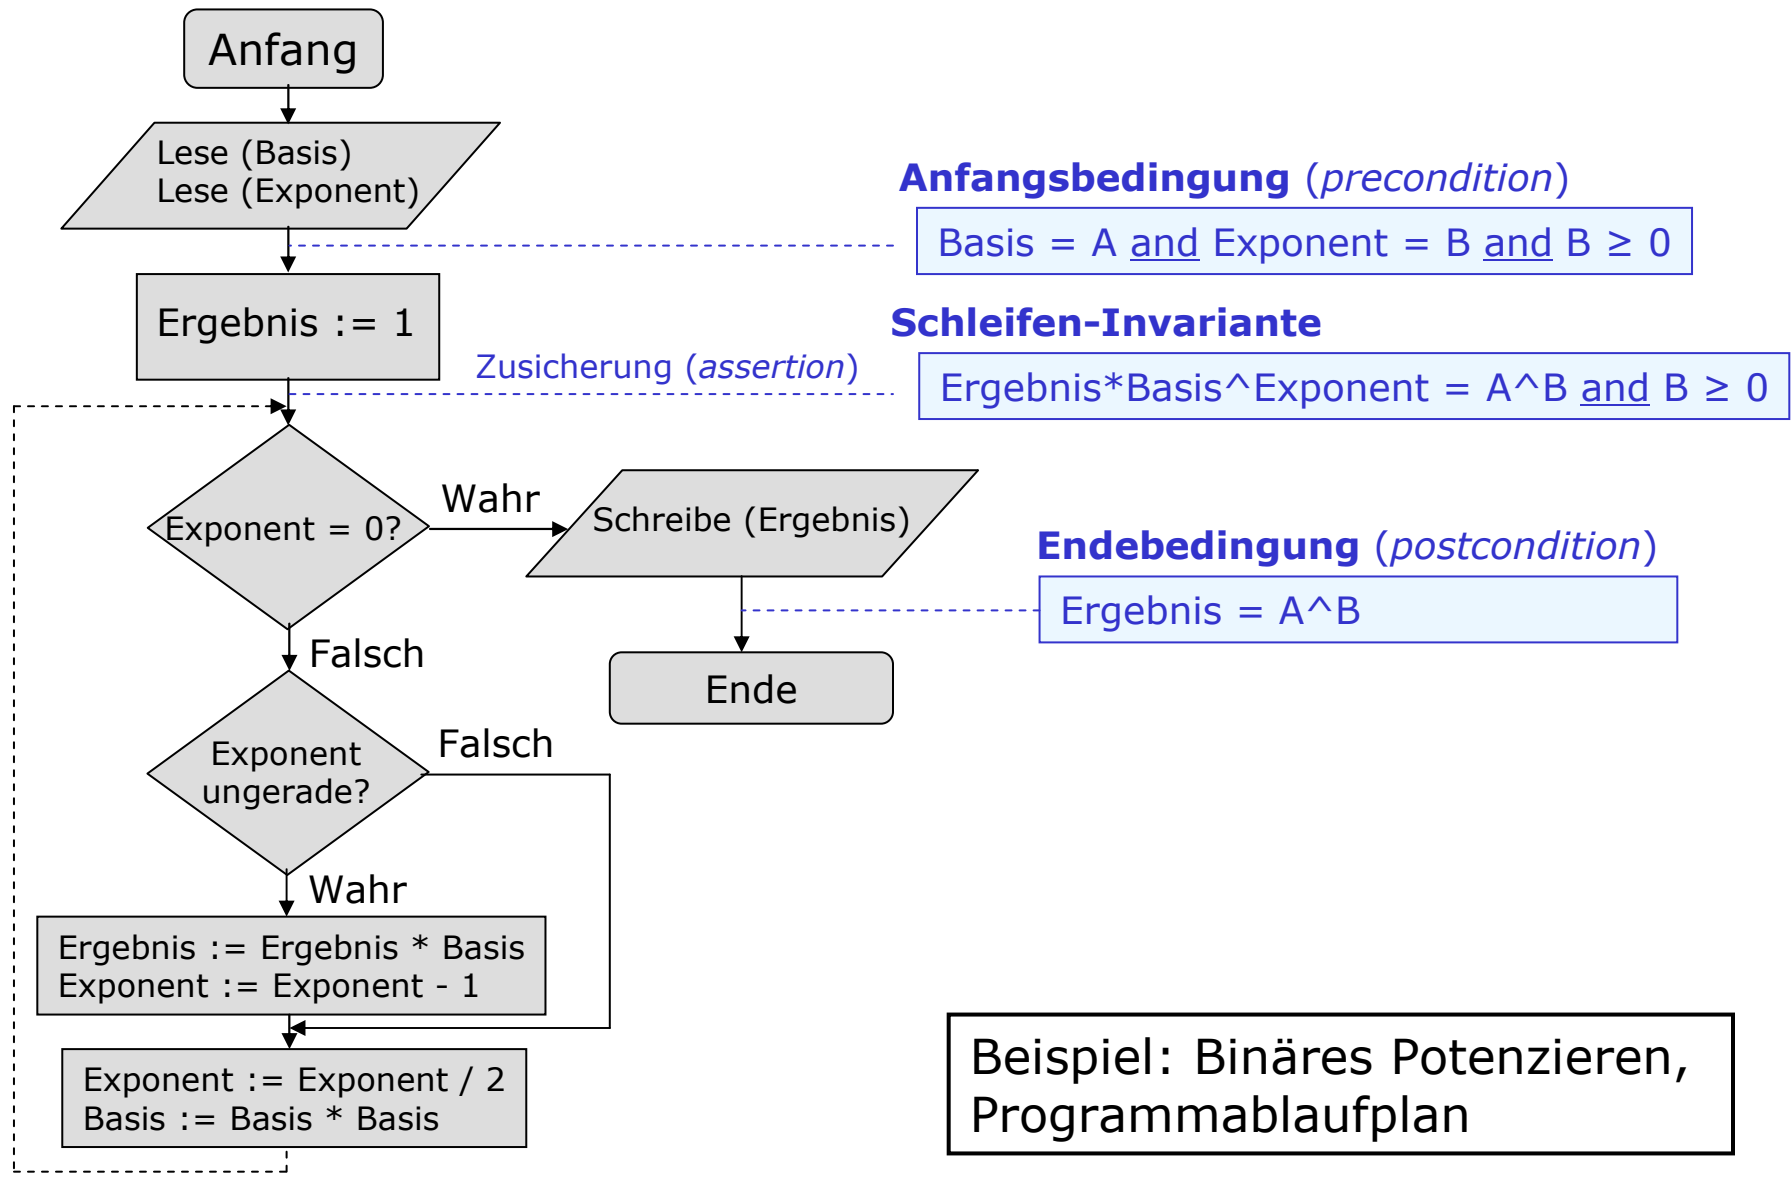 Anfang
Lese (Basis)
Lese (Exponent)
Anfangsbedingung (precondition)
Basis = A and Exponent = B and B ≥ 0
Ergebnis := 1
Schleifen-Invariante
Zusicherung (assertion)
Ergebnis*Basis^Exponent = A^B and B ≥ 0
Exponent = 0?
Wahr
Schreibe (Ergebnis)
Endebedingung (postcondition)
Ergebnis = A^B
Falsch
Ende
Exponent
ungerade?
Falsch
Wahr
Ergebnis := Ergebnis * Basis
Exponent := Exponent - 1
Exponent := Exponent / 2
Basis := Basis * Basis
Beispiel: Binäres Potenzieren,
Programmablaufplan